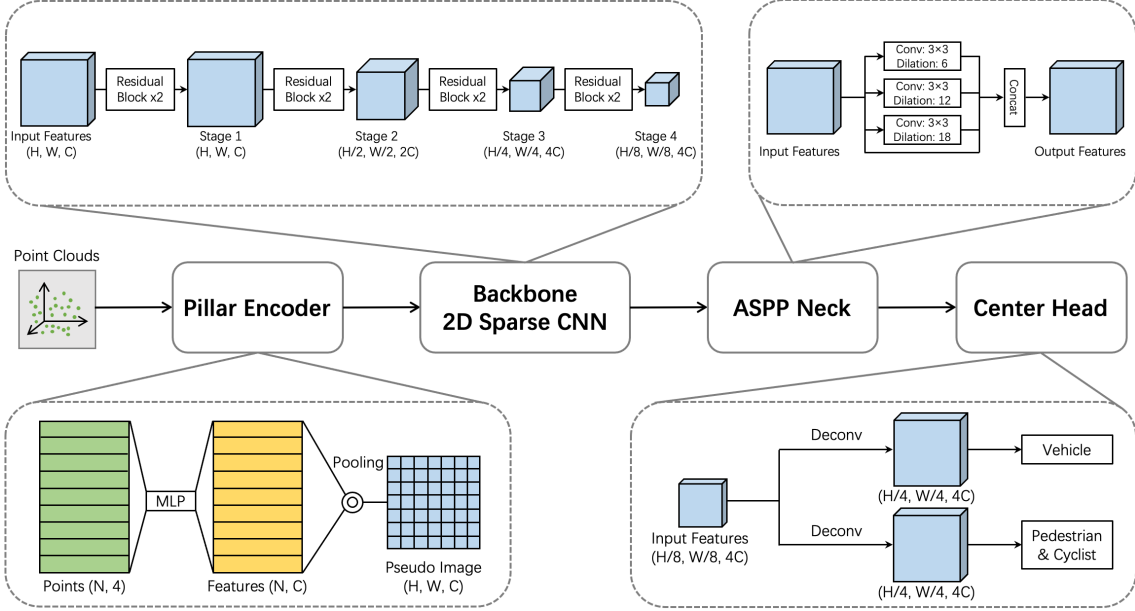 Residual
Block x2
Residual
Block x2
Residual
Block x2
Residual
Block x2
Input Features
(H, W, C)
Stage 1
(H, W, C)
Stage 2
(H/2, W/2, 2C)
Stage 3
(H/4, W/4, 4C)
Stage 4
(H/8, W/8, 4C)
Conv: 3×3
Dilation: 6
Conv: 3×3
Dilation: 12
Conv: 3×3
Dilation: 18
Concat
Input Features
Output Features
Point Clouds
Pillar Encoder
Backbone
2D Sparse CNN
ASPP Neck
Center Head
MLP
Pooling
Points (N, 4)
Features (N, C)
Pseudo Image
(H, W, C)
Input Features
(H/8, W/8, 4C)
Deconv
(H/4, W/4, 4C)
Vehicle
Deconv
(H/4, W/4, 4C)
Pedestrian
& Cyclist